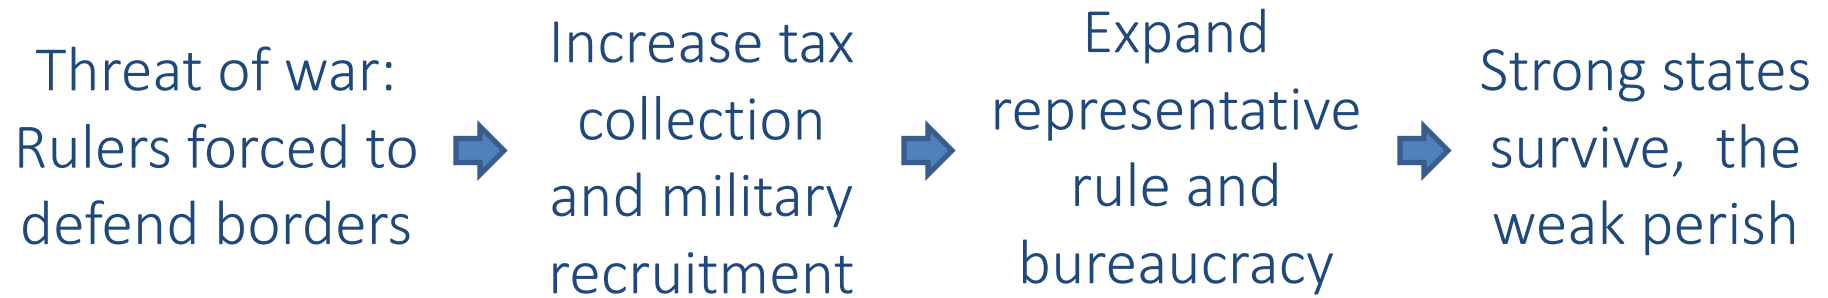 Threat of war:
Rulers forced to
defend borders
Increase tax
collection
and military
recruitment
Expand
representative
rule and
bureaucracy
Strong states
survive,  the
weak perish